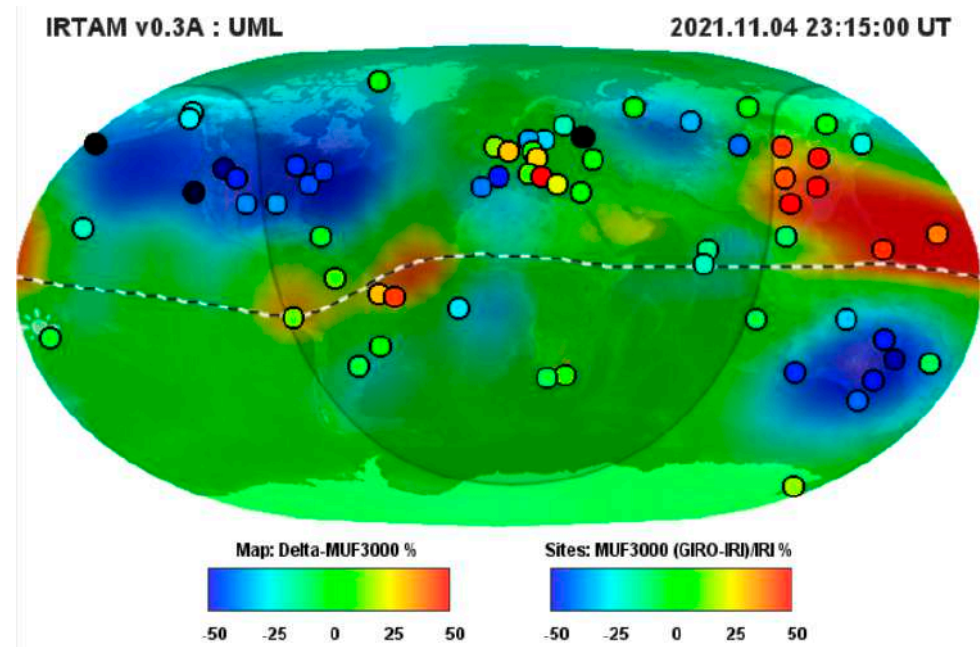 IRTAM v0.3A : UML 2021.11.04 23:15:00 UT
Map: Delta-MUF3000 % Sites: MUF3000 (GIRO-IRI)/IRI %
-50 -25 0 25 50 -50 -25 0 25 50